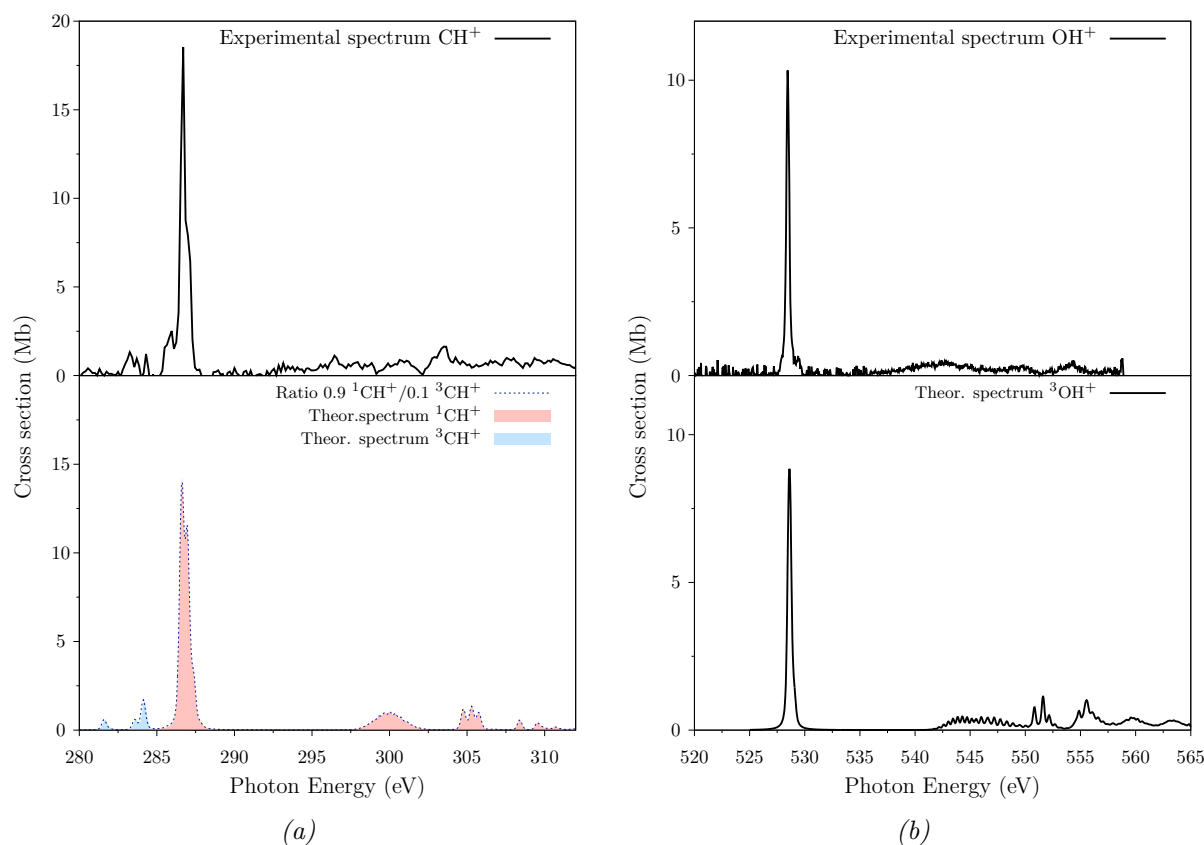 Cross section (Mb)
20
15
10
5
0
Experimental spectrum CH⁺
15
10
5
0
Ratio 0.9 ¹CH⁺/0.1 ³CH⁺
Theor.spectrum ¹CH⁺
Theor. spectrum ³CH⁺
280 285 290 295 300 305 310
Photon Energy (eV)
(a)
Cross section (Mb)
10
5
0
Experimental spectrum OH⁺
10
5
0
Theor. spectrum ³OH⁺
520 525 530 535 540 545 550 555 560 565
Photon Energy (eV)
(b)